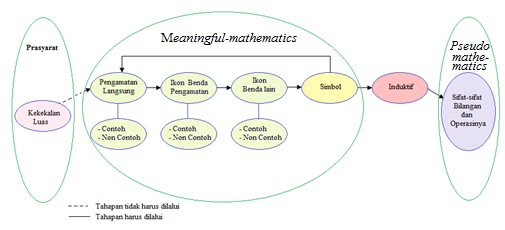 Meaningful-mathematics
Prasyarat
Pseudo
mathe-
matics
Pengamatan
Langsung
Ikon Benda
Pengamatan
Ikon
Benda lain
Simbol
Induktif
Kekekalan
Luas
Sifat-sifat
Bilangan
dan
Operasinya
- Contoh
- Non Contoh
- Contoh
- Non Contoh
- Contoh
- Non Contoh
Tahapan tidak harus dilalui
Tahapan harus dilalui